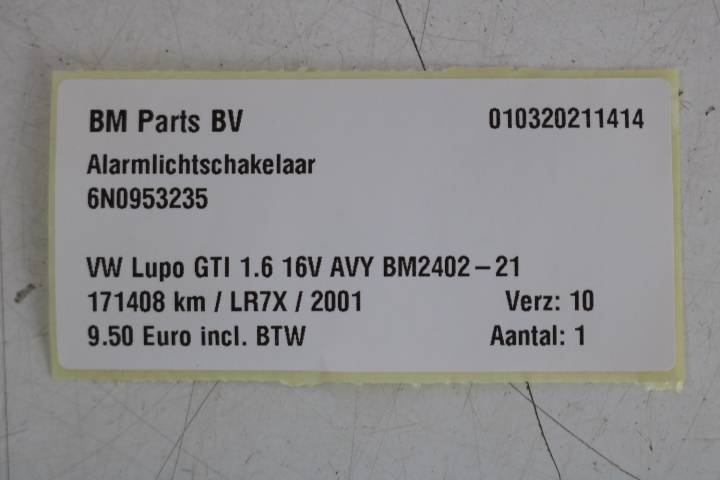 BM Parts BV 010320211414
Alarmlichtschakelaar
6N0953235
VW Lupo GTI 1.6 16V AVY BM2402-21
171408 km / LR7X / 2001 Verz: 10
9.50 Euro incl. BTW Aantal: 1